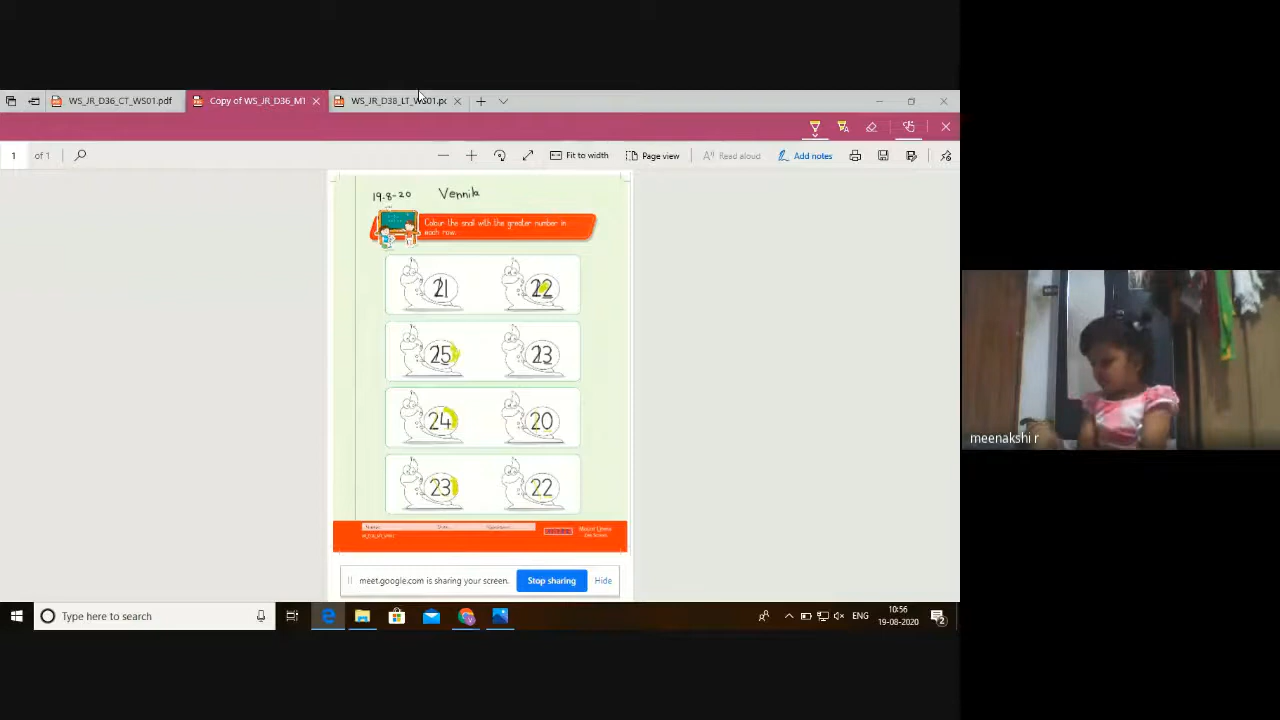 WS_JR_D36_CT_WS01.pdf
Copy of WS_JR_D36_M1
WS_JR_D38_LT_WS01.pc
1 of 1
Fit to width
Page view
Read aloud
Add notes
19-8-20 Vennila
Colour the snail with the greater number in
each row.
21 22
25 23
24 20
23 22
meet.google.com is sharing your screen.
Stop sharing
Hide
meenakshi r
Type here to search
ENG
10:56
19-08-2020
2